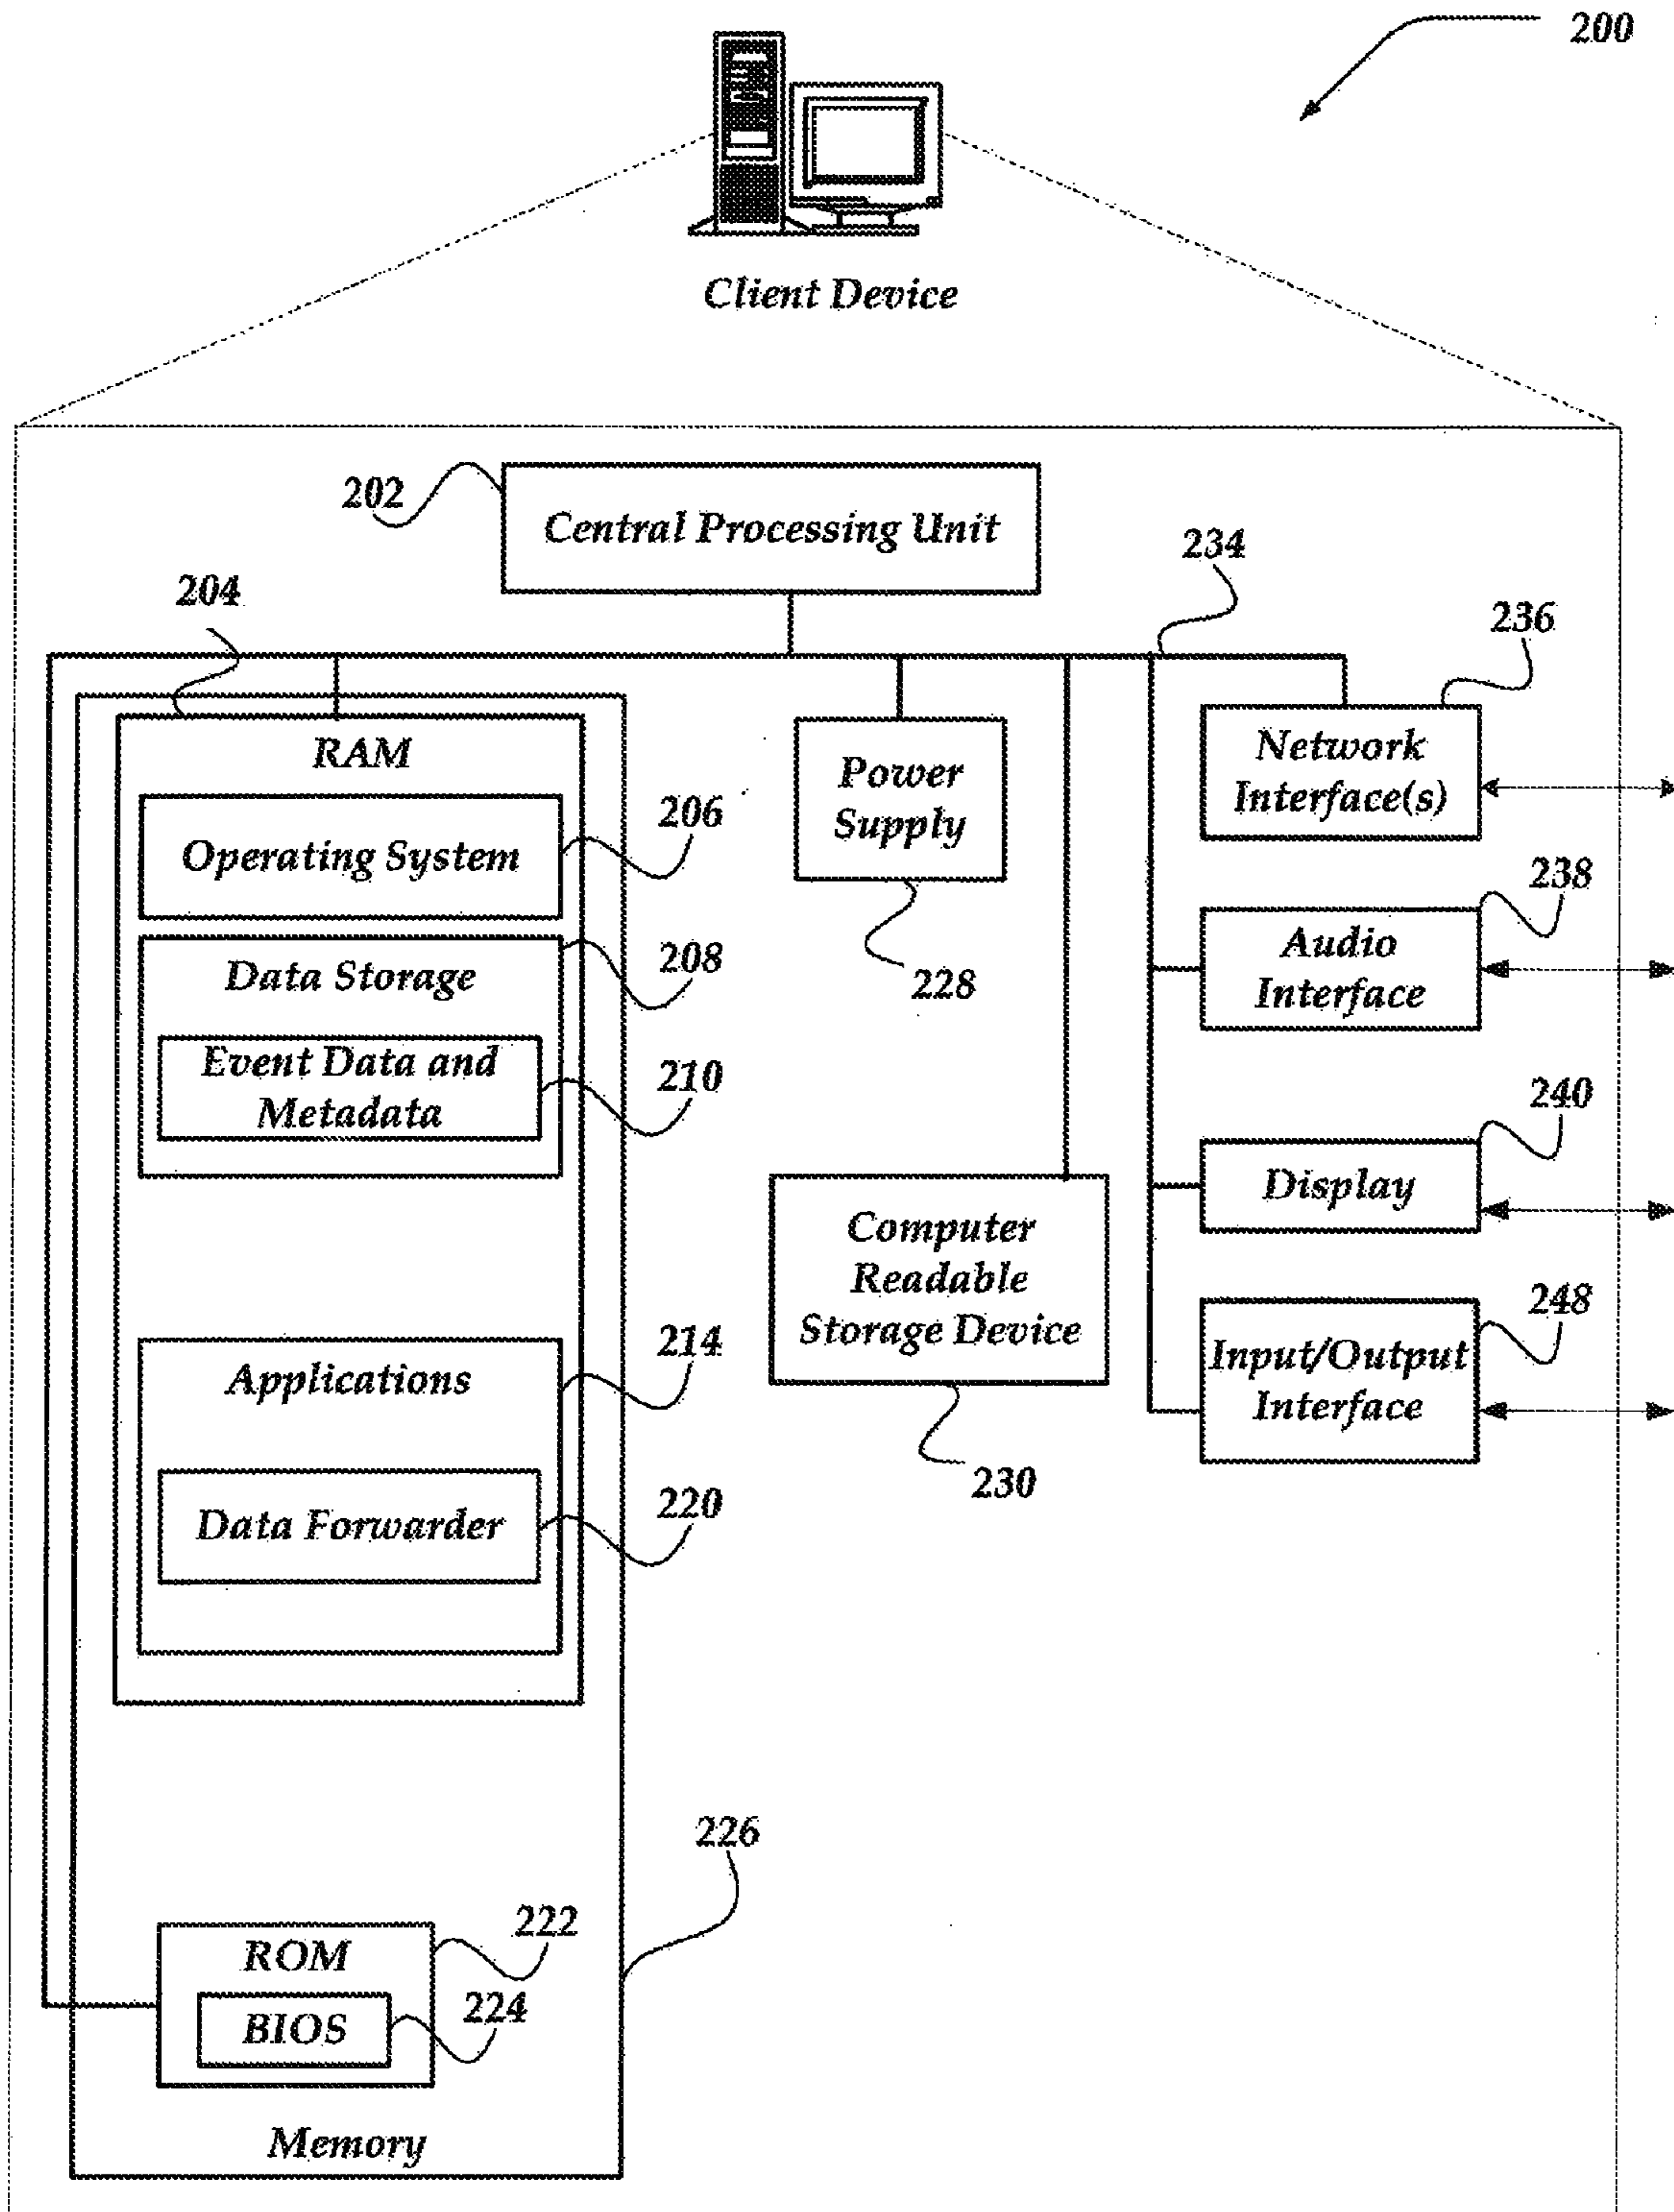 200
Client Device
202
Central Processing Unit
204
234
236
RAM
Operating System
206
Data Storage
208
Event Data and
Metadata
210
Applications
214
Data Forwarder
220
Power
Supply
228
Computer
Readable
Storage Device
230
Network
Interface(s)
238
Audio
Interface
240
Display
248
Input/Output
Interface
226
222
ROM
224
BIOS
Memory